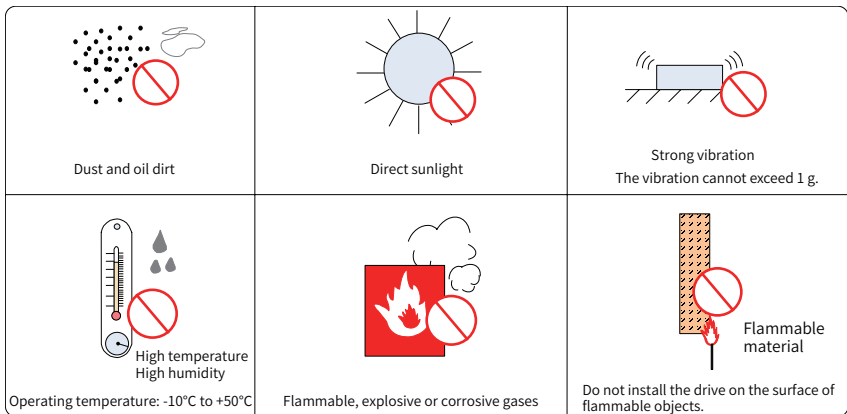 Dust and oil dirt
Direct sunlight
Strong vibration
The vibration cannot exceed 1 g.
High temperature
High humidity
Operating temperature: -10°C to +50°C
Flammable, explosive or corrosive gases
Flammable
material
Do not install the drive on the surface of
flammable objects.